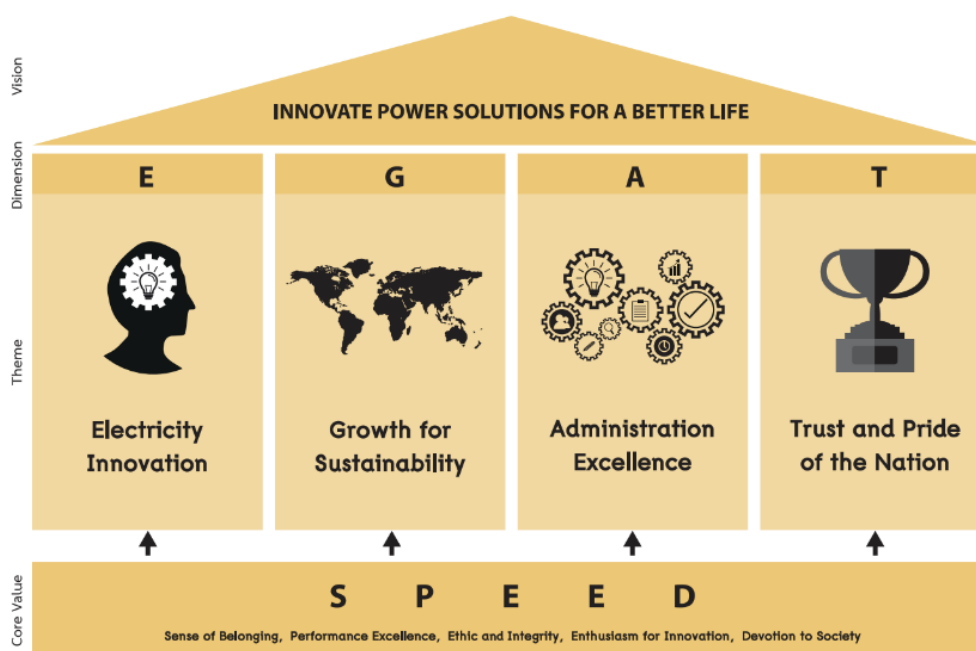 Vision
INNOVATE POWER SOLUTIONS FOR A BETTER LIFE
Dimension
E
G
A
T
Theme
Electricity
Innovation
Growth for
Sustainability
Administration
Excellence
Trust and Pride
of the Nation
Core Value
S P E E D
Sense of Belonging, Performance Excellence, Ethic and Integrity, Enthusiasm for Innovation, Devotion to Society